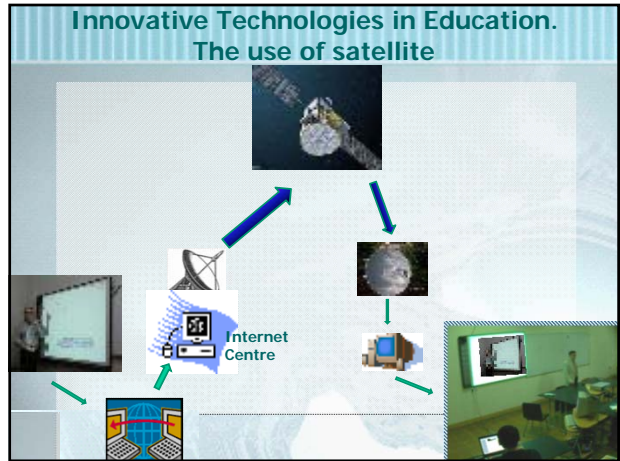 Innovative Technologies in Education.
The use of satellite
Internet
Centre